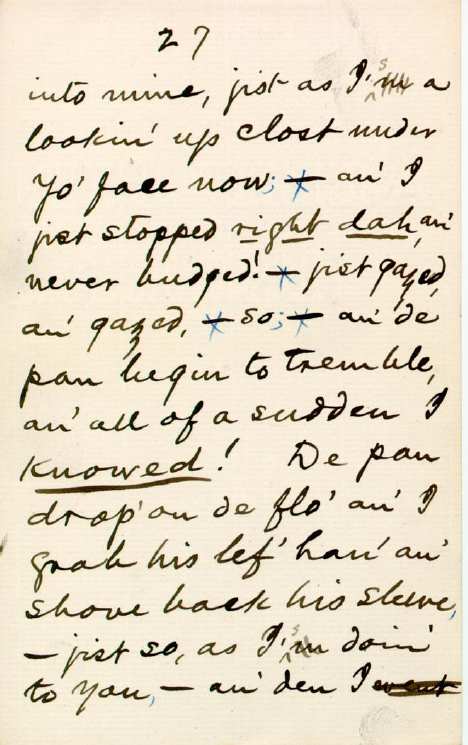 27
into mine, jist as I's a
lookin' up clost under
yo' face now; — an' I
jist stopped right dah, an'
never budged! — jist gazed,
an' gazed, — so; — an' de
pan begin to tremble,
an' all of a sudden I
knowed! De pan
drop' on de flo' an' I
grab his lef' han' an'
shove back his sleeve,
— jist so, as I's doin'
to you, — an' den I went